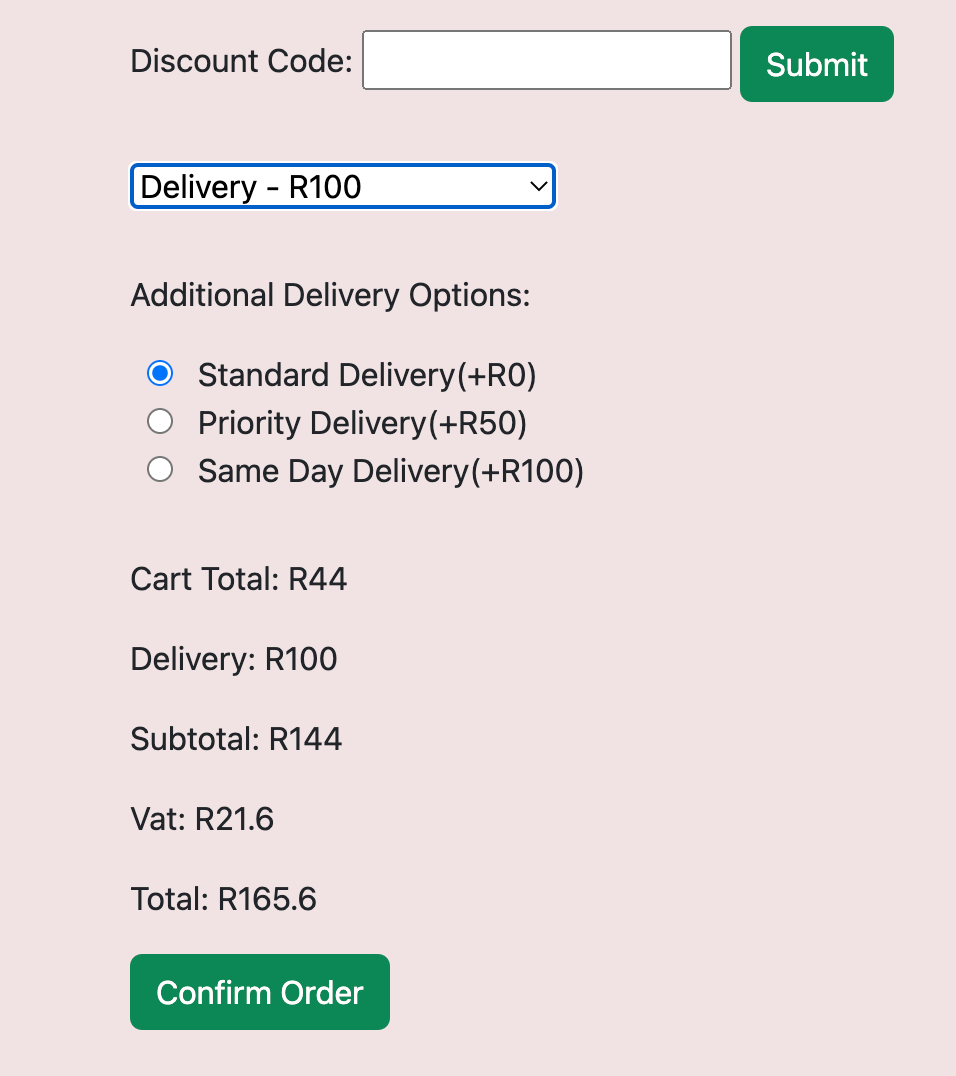 Discount Code: Submit
Delivery - R100
Additional Delivery Options:
Standard Delivery(+R0)
Priority Delivery(+R50)
Same Day Delivery(+R100)
Cart Total: R44
Delivery: R100
Subtotal: R144
Vat: R21.6
Total: R165.6
Confirm Order